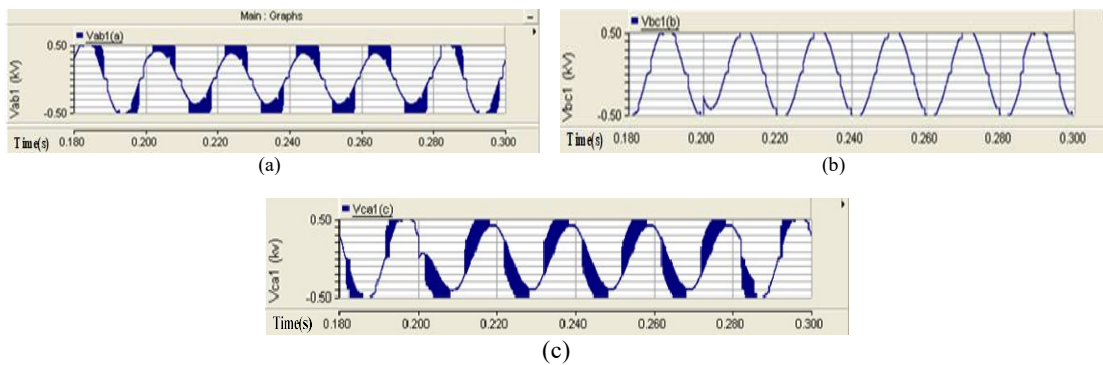 Main : Graphs
Vab1(a)
0.50
Vab1 (kV)
-0.50
Time(s) 0.180 0.200 0.220 0.240 0.260 0.280 0.300
(a)
Vbc1(b)
0.50
Vbc1 (kV)
-0.50
Time(s) 0.180 0.200 0.220 0.240 0.260 0.280 0.300
(b)
Vca1(c)
0.50
Vca1 (kv)
-0.50
Time(s) 0.180 0.200 0.220 0.240 0.260 0.280 0.300
(c)